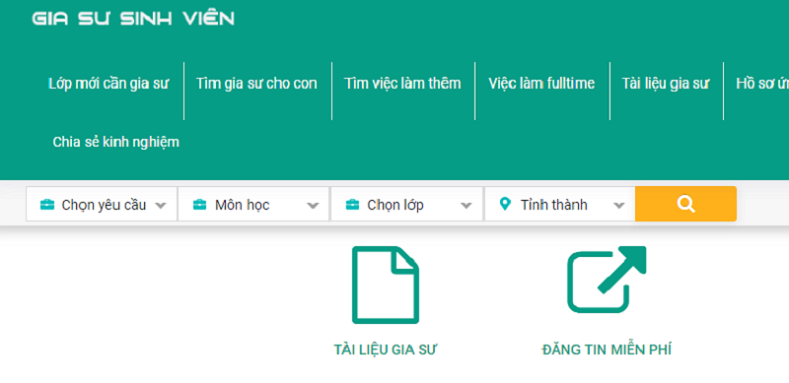 GIA SƯ SINH VIÊN
Lớp mới cần gia sư Tìm gia sư cho con Tìm việc làm thêm Việc làm fulltime Tài liệu gia sư Hồ sơ
Chia sẻ kinh nghiệm
Chọn yêu cầu Môn học Chọn lớp Tỉnh thành
TÀI LIỆU GIA SƯ ĐĂNG TIN MIỄN PHÍ